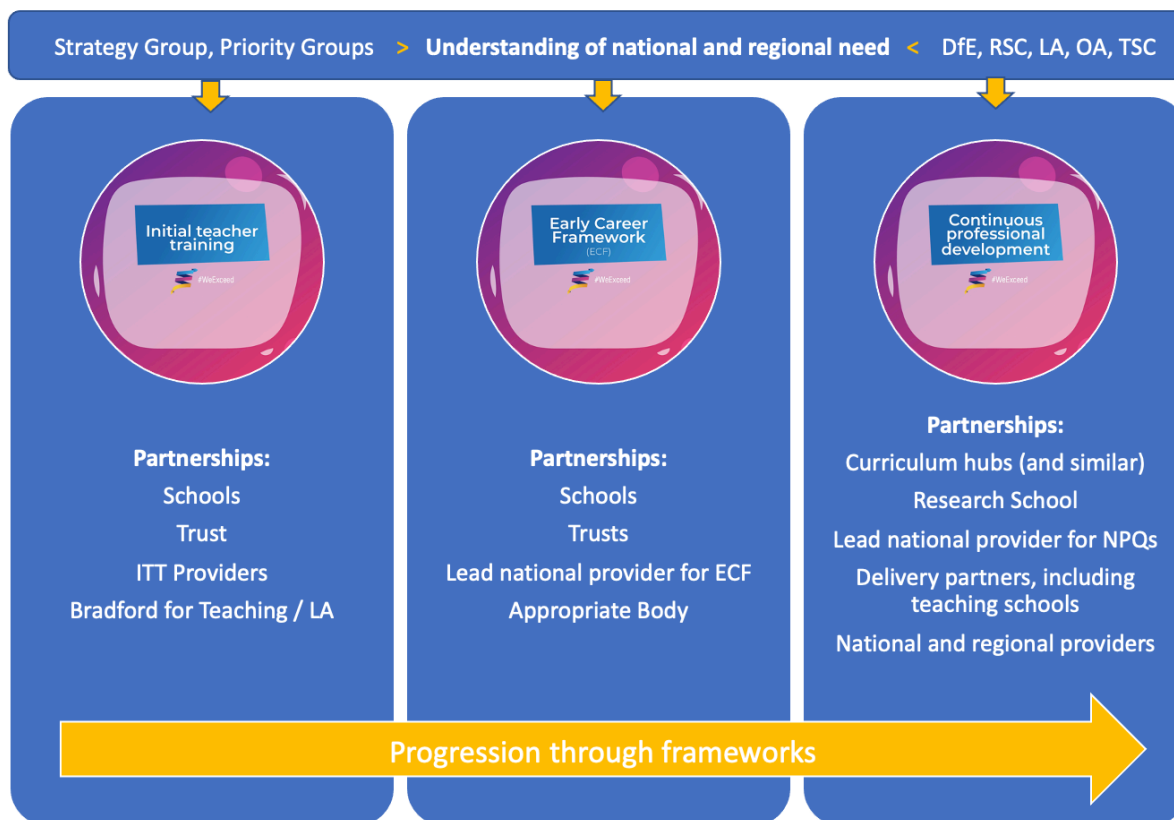 Strategy Group, Priority Groups > Understanding of national and regional need < DfE, RSC, LA, OA, TSC
Initial teacher
training
#WeExceed
Partnerships:
Schools
Trust
ITT Providers
Bradford for Teaching / LA
Early Career
Framework
(ECF)
#WeExceed
Partnerships:
Schools
Trusts
Lead national provider for ECF
Appropriate Body
Continuous
professional
development
#WeExceed
Partnerships:
Curriculum hubs (and similar)
Research School
Lead national provider for NPQs
Delivery partners, including
teaching schools
National and regional providers
Progression through frameworks